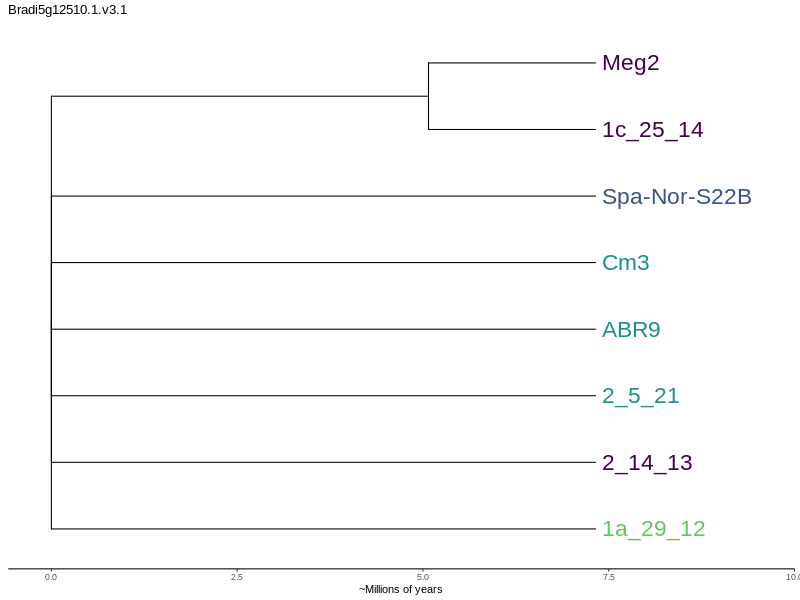 Bradi5g12510.1.v3.1
Meg2
1c_25_14
Spa-Nor-S22B
Cm3
ABR9
2_5_21
2_14_13
1a_29_12
0.0 2.5 5.0 7.5 10.0
~Millions of years